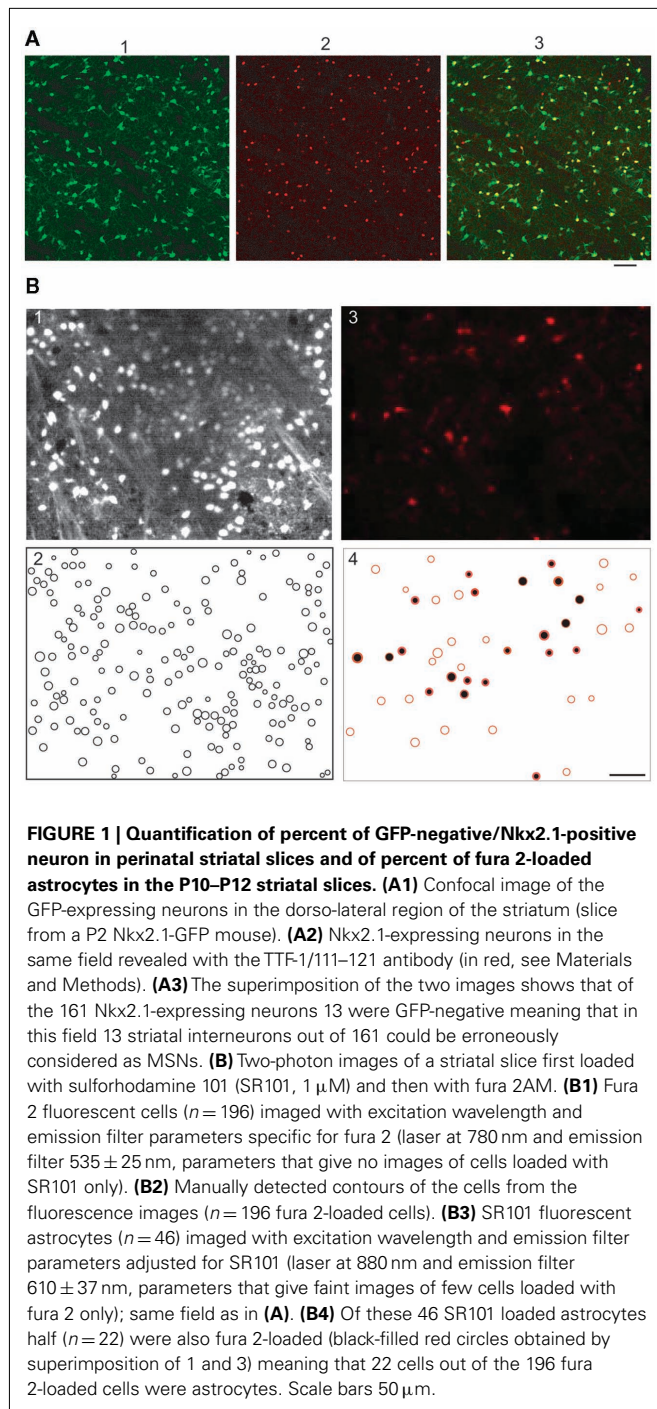 A
1
2
3
B
1
3
2
4
FIGURE 1 | Quantification of percent of GFP-negative/Nkx2.1-positive
neuron in perinatal striatal slices and of percent of fura 2-loaded
astrocytes in the P10–P12 striatal slices. (A1) Confocal image of the
GFP-expressing neurons in the dorso-lateral region of the striatum (slice
from a P2 Nkx2.1-GFP mouse). (A2) Nkx2.1-expressing neurons in the
same field revealed with the TTF-1/111–121 antibody (in red, see Materials
and Methods). (A3) The superimposition of the two images shows that of
the 161 Nkx2.1-expressing neurons 13 were GFP-negative meaning that in
this field 13 striatal interneurons out of 161 could be erroneously
considered as MSNs. (B) Two-photon images of a striatal slice first loaded
with sulforhodamine 101 (SR101, 1 μM) and then with fura 2AM. (B1) Fura
2 fluorescent cells (n = 196) imaged with excitation wavelength and
emission filter parameters specific for fura 2 (laser at 780 nm and emission
filter 535 ± 25 nm, parameters that give no images of cells loaded with
SR101 only). (B2) Manually detected contours of the cells from the
fluorescence images (n = 196 fura 2-loaded cells). (B3) SR101 fluorescent
astrocytes (n = 46) imaged with excitation wavelength and emission filter
parameters adjusted for SR101 (laser at 880 nm and emission filter
610 ± 37 nm, parameters that give faint images of few cells loaded with
fura 2 only); same field as in (A). (B4) Of these 46 SR101 loaded astrocytes
half (n = 22) were also fura 2-loaded (black-filled red circles obtained by
superimposition of 1 and 3) meaning that 22 cells out of the 196 fura
2-loaded cells were astrocytes. Scale bars 50 μm.